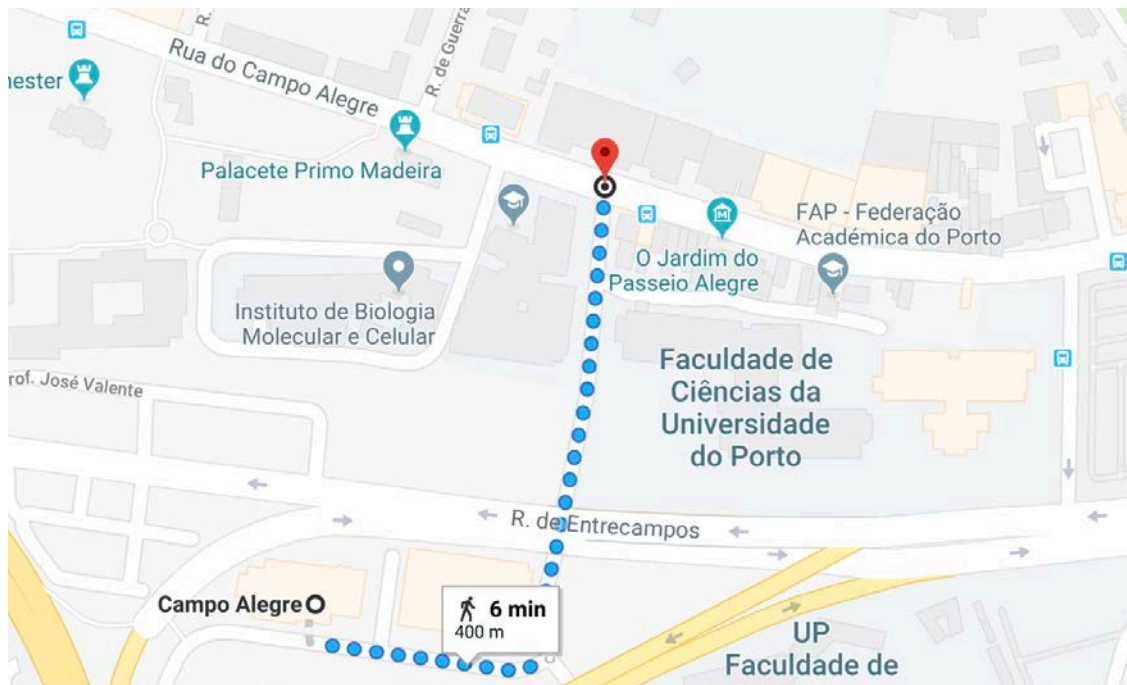 R.
R. de Guerra
Rua do Campo Alegre
nester
Palacete Primo Madeira
FAP - Federação
Académica do Porto
O Jardim do
Passeio Alegre
Instituto de Biologia
Molecular e Celular
Prof. José Valente
Faculdade de
Ciências da
Universidade
do Porto
R. de Entrecampos
Campo Alegre
6 min
400 m
UP
Faculdade de